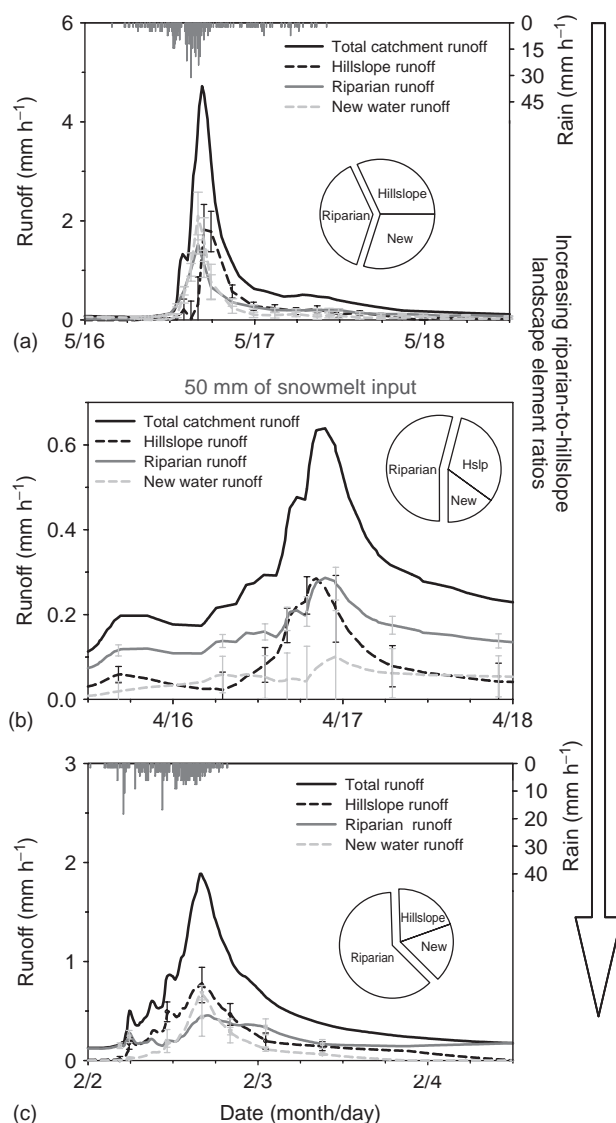 6
4
2
0
Runoff (mm h−1)
5/16
5/17
5/18
0
15
30
45
Rain (mm h−1)
Total catchment runoff
Hillslope runoff
Riparian runoff
New water runoff
Riparian
Hillslope
New
(a)
50 mm of snowmelt input
0.6
0.4
0.2
0.0
Runoff (mm h−1)
4/16
4/17
4/18
Total catchment runoff
Hillslope runoff
Riparian runoff
New water runoff
Riparian
Hslp
New
(b)
3
2
1
0
Runoff (mm h−1)
2/2
2/3
2/4
0
10
20
30
40
Rain (mm h−1)
Total runoff
Hillslope runoff
Riparian runoff
New water runoff
Riparian
Hillslope
New
(c)
Date (month/day)
Increasing riparian-to-hillslope
landscape element ratios